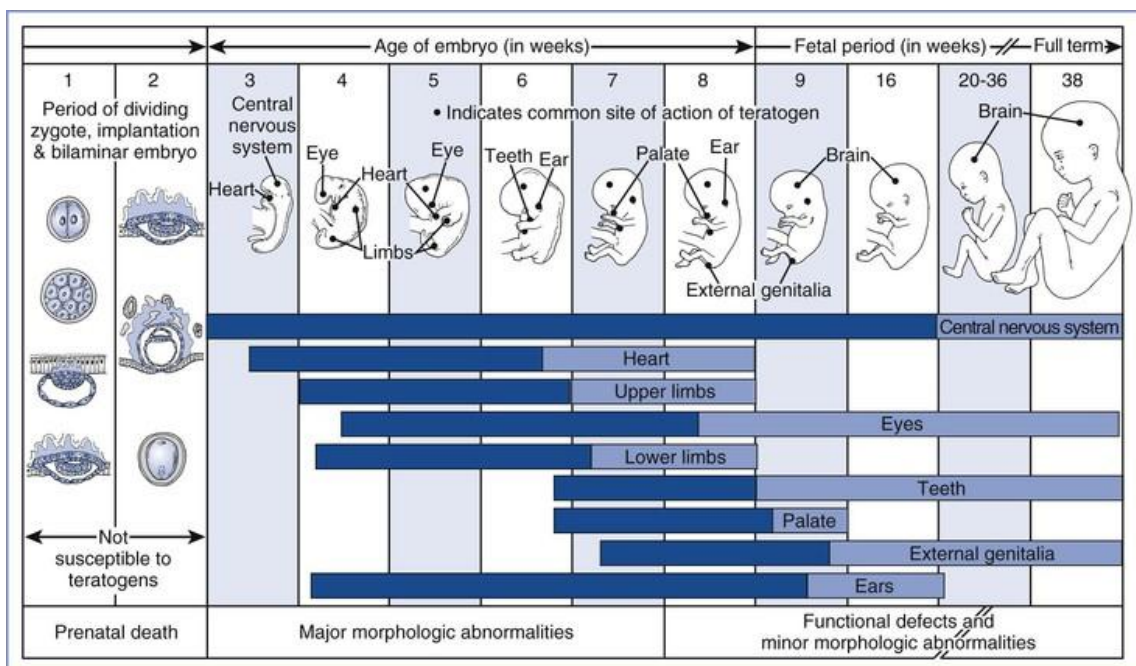 Age of embryo (in weeks)
Fetal period (in weeks)
Full term
1
2
3
4
5
6
7
8
9
16
20-36
38
Period of dividing
zygote, implantation
& bilaminar embryo
Central
nervous
system
Heart
• Indicates common site of action of teratogen
Eye
Heart
Limbs
Eye
Teeth
Ear
Palate
Ear
External genitalia
Brain
Brain
Central nervous system
Heart
Upper limbs
Eyes
Lower limbs
Teeth
Palate
External genitalia
Ears
Not
susceptible to
teratogens
Prenatal death
Major morphologic abnormalities
Functional defects and
minor morphologic abnormalities